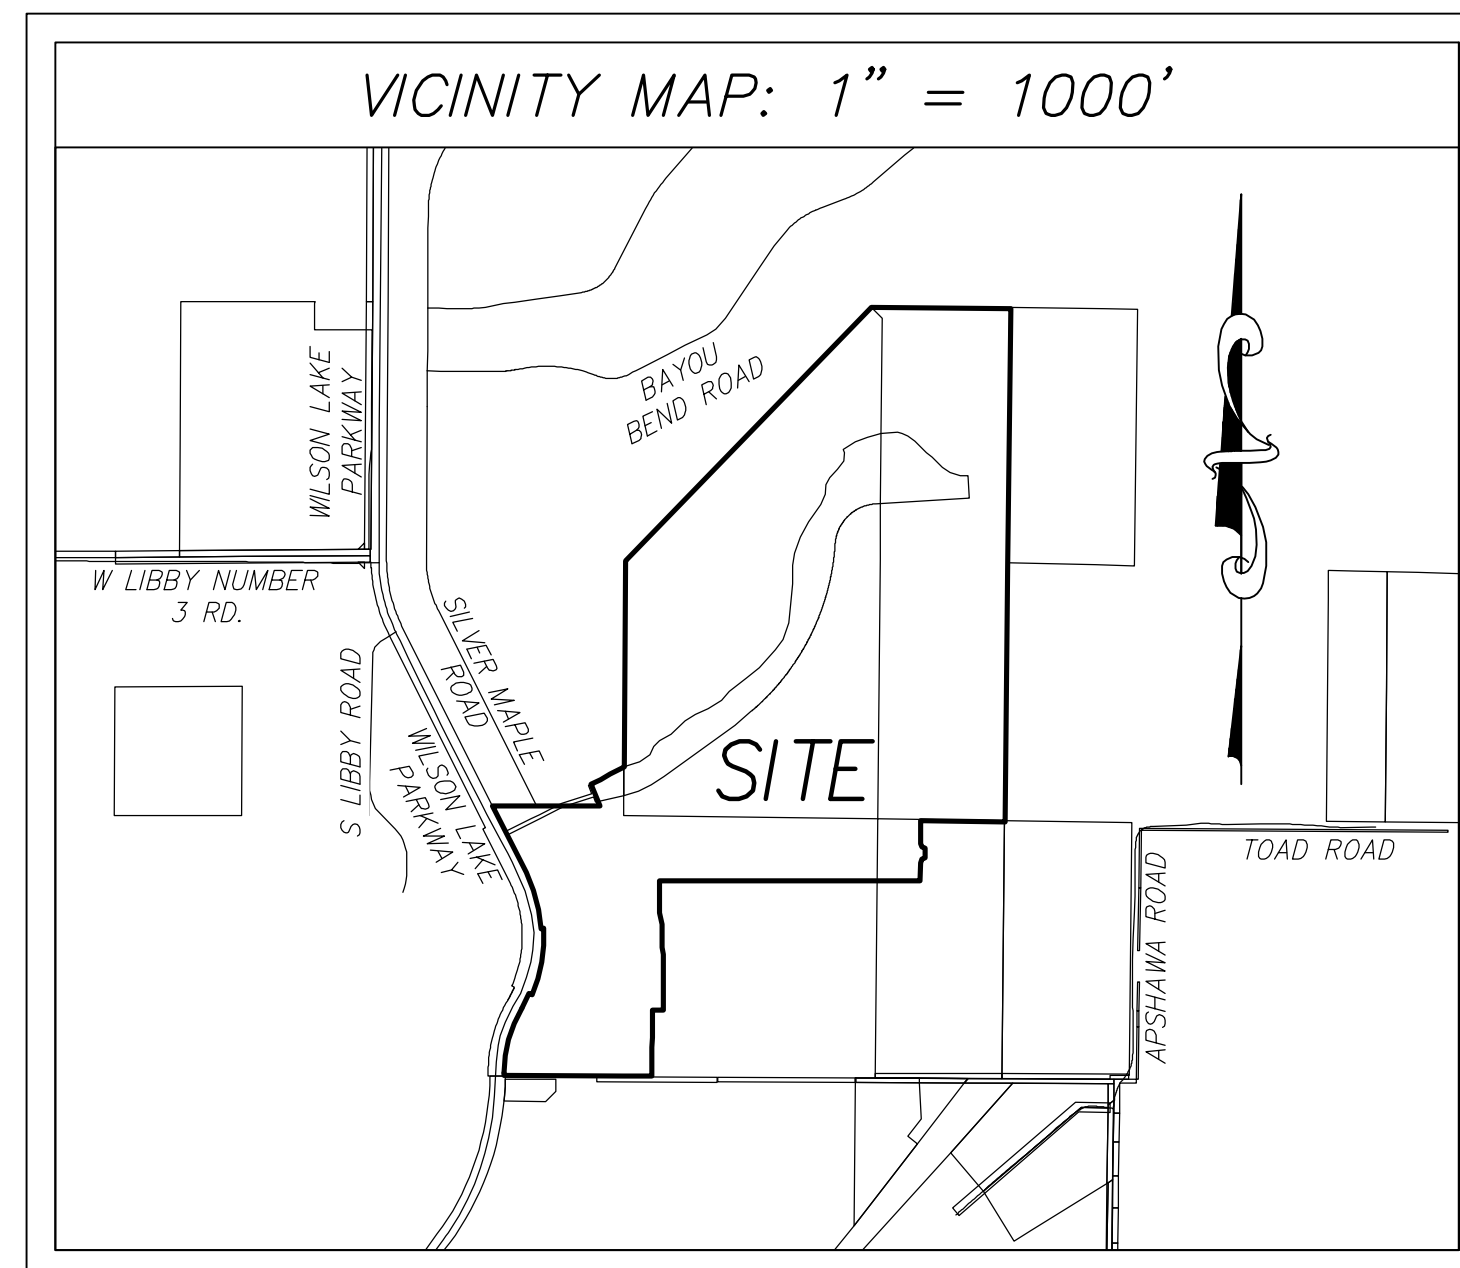 VICINITY MAP: 1" = 1000'
BAYOU
BEND ROAD
WILSON LAKE
PARKWAY
W LIBBY NUMBER
3 RD.
SILVER MAPLE
ROAD
S LIBBY ROAD
WILSON LAKE
PARKWAY
SITE
TOAD ROAD
APSHAWA ROAD